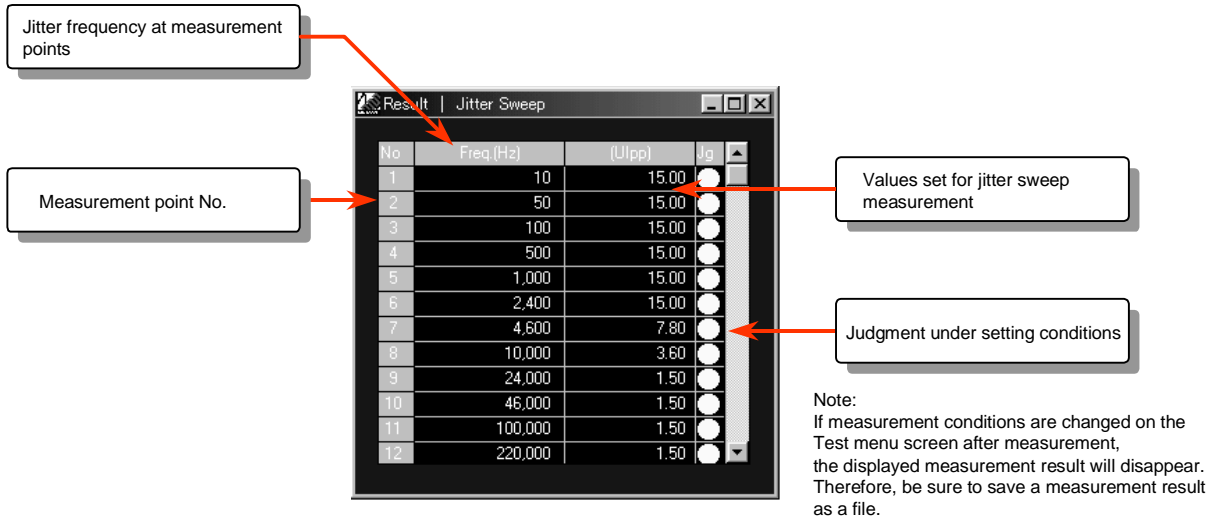 Jitter frequency at measurement
points
Result | Jitter Sweep
No Freq.(Hz) (UIpp) Jg
1 10 15.00
2 50 15.00
3 100 15.00
4 500 15.00
5 1,000 15.00
6 2,400 15.00
7 4,600 7.80
8 10,000 3.60
9 24,000 1.50
10 46,000 1.50
11 100,000 1.50
12 220,000 1.50
Measurement point No.
Values set for jitter sweep
measurement
Judgment under setting conditions
Note:
If measurement conditions are changed on the
Test menu screen after measurement,
the displayed measurement result will disappear.
Therefore, be sure to save a measurement result
as a file.